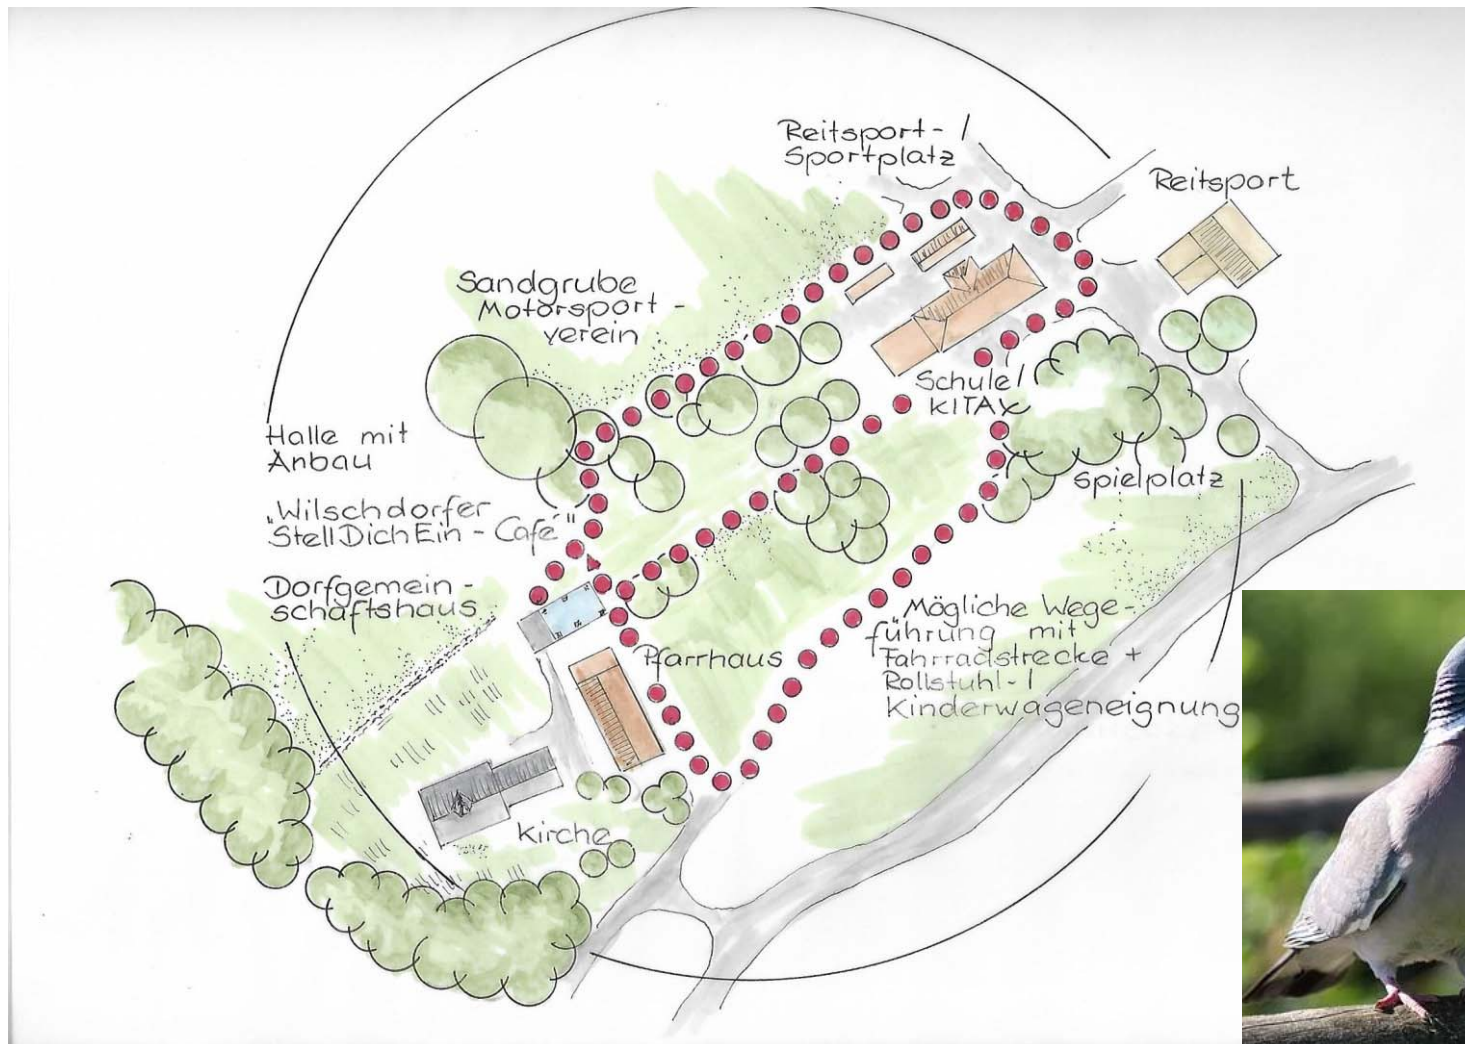 Reitsport- /
Sportplatz
Reitsport
Sandgrube
Motorsport -
verein
Schule /
KITA
Halle mit
Anbau
Spielplatz
"Wilschdorfer
StellDichEin - Café"
Dorfgemein -
schaftshaus
Mögliche Wege -
führung mit
Fahrradstrecke +
Rollstuhl- /
Kinderwageneignung
Pfarrhaus
Kirche